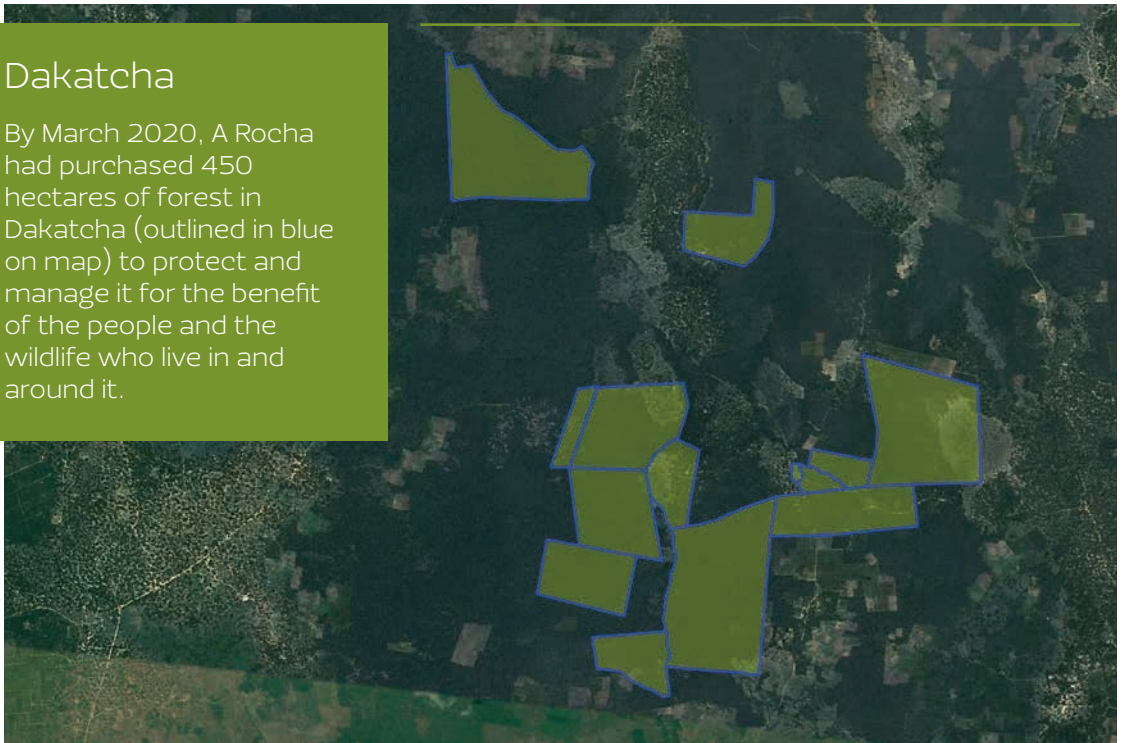 Dakatcha
By March 2020, A Rocha
had purchased 450
hectares of forest in
Dakatcha (outlined in blue
on map) to protect and
manage it for the benefit
of the people and the
wildlife who live in and
around it.